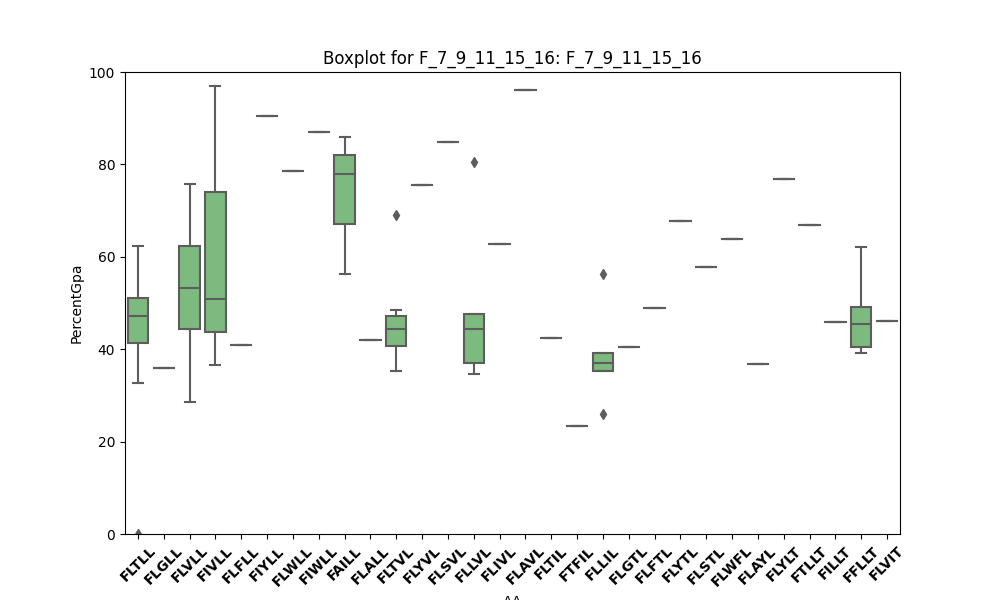 Boxplot for F_7_9_11_15_16: F_7_9_11_15_16
PercentGpa
100
80
60
40
20
0
FLTLL FLGLL FLVLL FIVLL FLFLL FIYLL FLWLL FIWLL FAILL FLALL FLTVL FLYVL FLSVL FLLVL FLIVL FLAVL FLTIL FTFIL FLLIL FLGTL FLFTL FLYTL FLSTL FLWFL FLAYL FLYLT FTLLT FILLT FFLLT FLVIT
AA